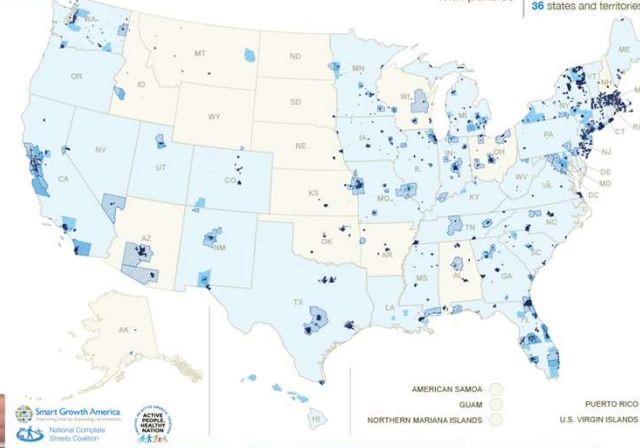 36 states and territories
WA
MT
ND
MN
ME
VT
NH
OR
ID
SD
WI
MI
NY
WY
IA
PA
NE
NJ
NV
UT
IL
IN
OH
DE
MD
CA
CO
KS
MO
WV
VA
DC
KY
AZ
NM
OK
AR
TN
NC
SC
MS
AL
GA
TX
LA
FL
AK
HI
AMERICAN SAMOA
GUAM
NORTHERN MARIANA ISLANDS
PUERTO RICO
U.S. VIRGIN ISLANDS
Smart Growth America
National Complete
Streets Coalition
ACTIVE
PEOPLE,
HEALTHY
NATION